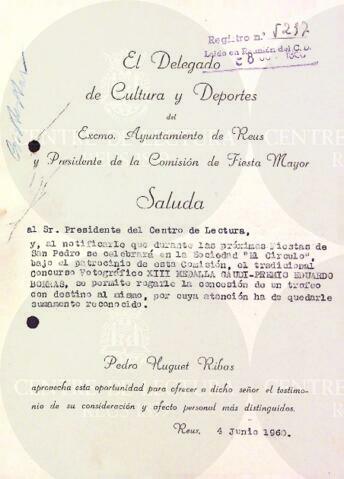 Registro n.º 5237
Leído en Reunión del C. D.
8
El Delegado
de Cultura y Deportes
del
Excmo. Ayuntamiento de Reus
y Presidente de la Comisión de Fiesta Mayor
Saluda
al Sr. Presidente del Centro de Lectura,
y, al notificarle que durante las próximas Fiestas de
San Pedro se celebrará en la Sociedad "El Círculo",
bajo el patrocinio de esta Comisión, el tradicional
concurso Fotográfico XIII MEDALLA GAUDI-PREMIO EDUARDO
BORRAS, se permite rogarle la concesión de un trofeo
con destino al mismo, por cuya atención ha de quedarle
sumamente reconocido.
Pedro Huguet Ribas
aprovecha esta oportunidad para ofrecer a dicho señor el testimo-
nio de su consideración y afecto personal más distinguidos.
Reus, 4 Junio 1960.